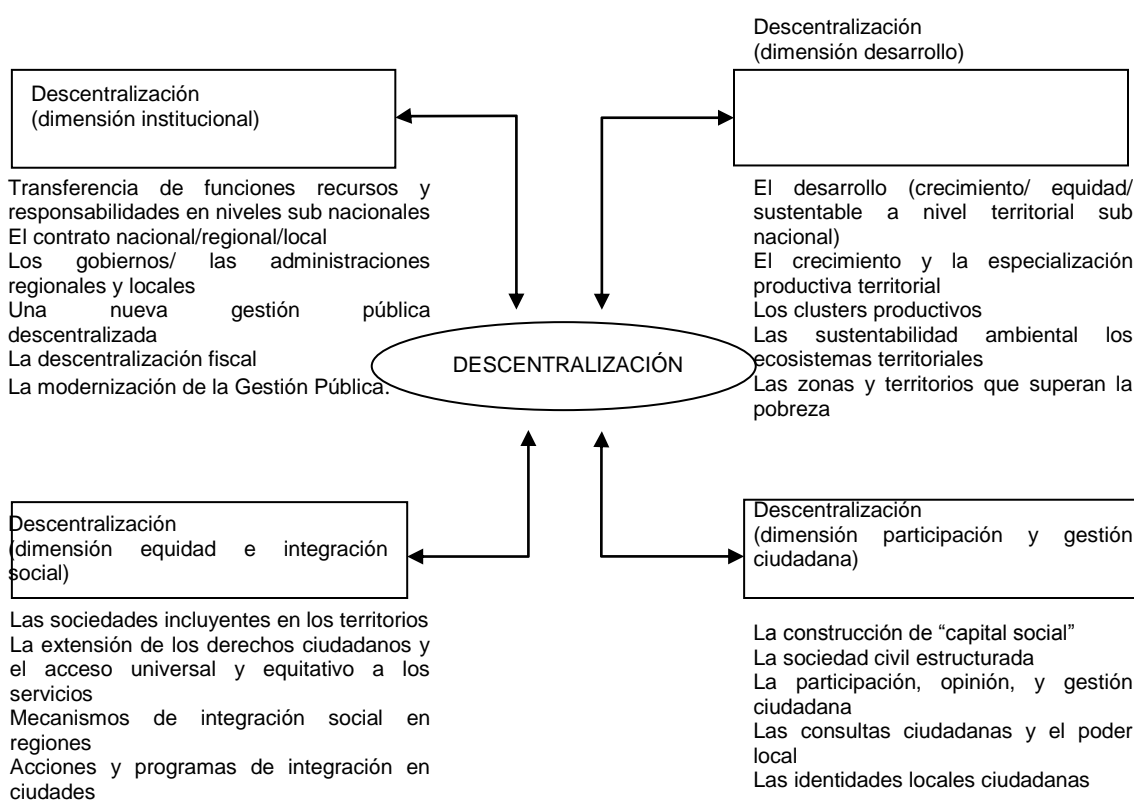 Descentralización
(dimensión institucional)
Transferencia de funciones recursos y
responsabilidades en niveles sub nacionales
El contrato nacional/regional/local
Los gobiernos/ las administraciones
regionales y locales
Una nueva gestión pública
descentralizada
La descentralización fiscal
La modernización de la Gestión Pública.
Descentralización
(dimensión desarrollo)
El desarrollo (crecimiento/ equidad/
sustentable a nivel territorial sub
nacional)
El crecimiento y la especialización
productiva territorial
Los clusters productivos
Las sustentabilidad ambiental los
ecosistemas territoriales
Las zonas y territorios que superan la
pobreza
DESCENTRALIZACIÓN
Descentralización
(dimensión equidad e integración
social)
Las sociedades incluyentes en los territorios
La extensión de los derechos ciudadanos y
el acceso universal y equitativo a los
servicios
Mecanismos de integración social en
regiones
Acciones y programas de integración en
ciudades
Descentralización
(dimensión participación y gestión
ciudadana)
La construcción de “capital social”
La sociedad civil estructurada
La participación, opinión, y gestión
ciudadana
Las consultas ciudadanas y el poder
local
Las identidades locales ciudadanas